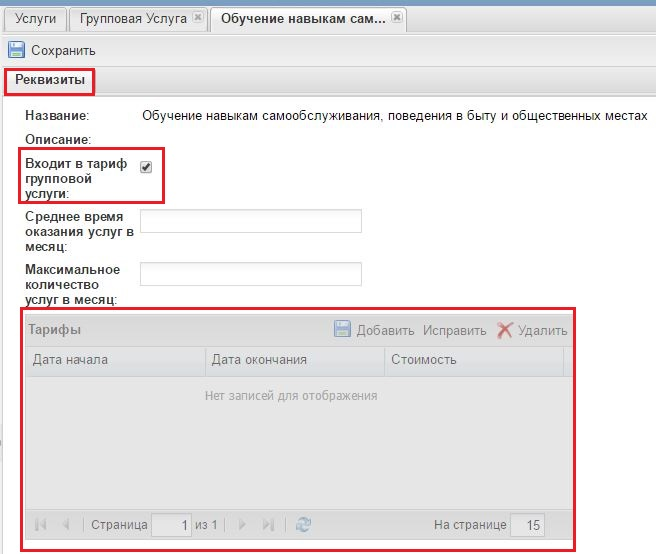 Услуги Групповая Услуга Обучение навыкам сам...
Сохранить
Реквизиты
Название: Обучение навыкам самообслуживания, поведения в быту и общественных местах
Описание:
Входит в тариф
групповой
услуги:
Среднее время
оказания услуг в
месяц:
Максимальное
количество
услуг в месяц:
Тарифы Добавить Исправить Удалить
Дата начала Дата окончания Стоимость
Нет записей для отображения
Страница 1 из 1 На странице 15